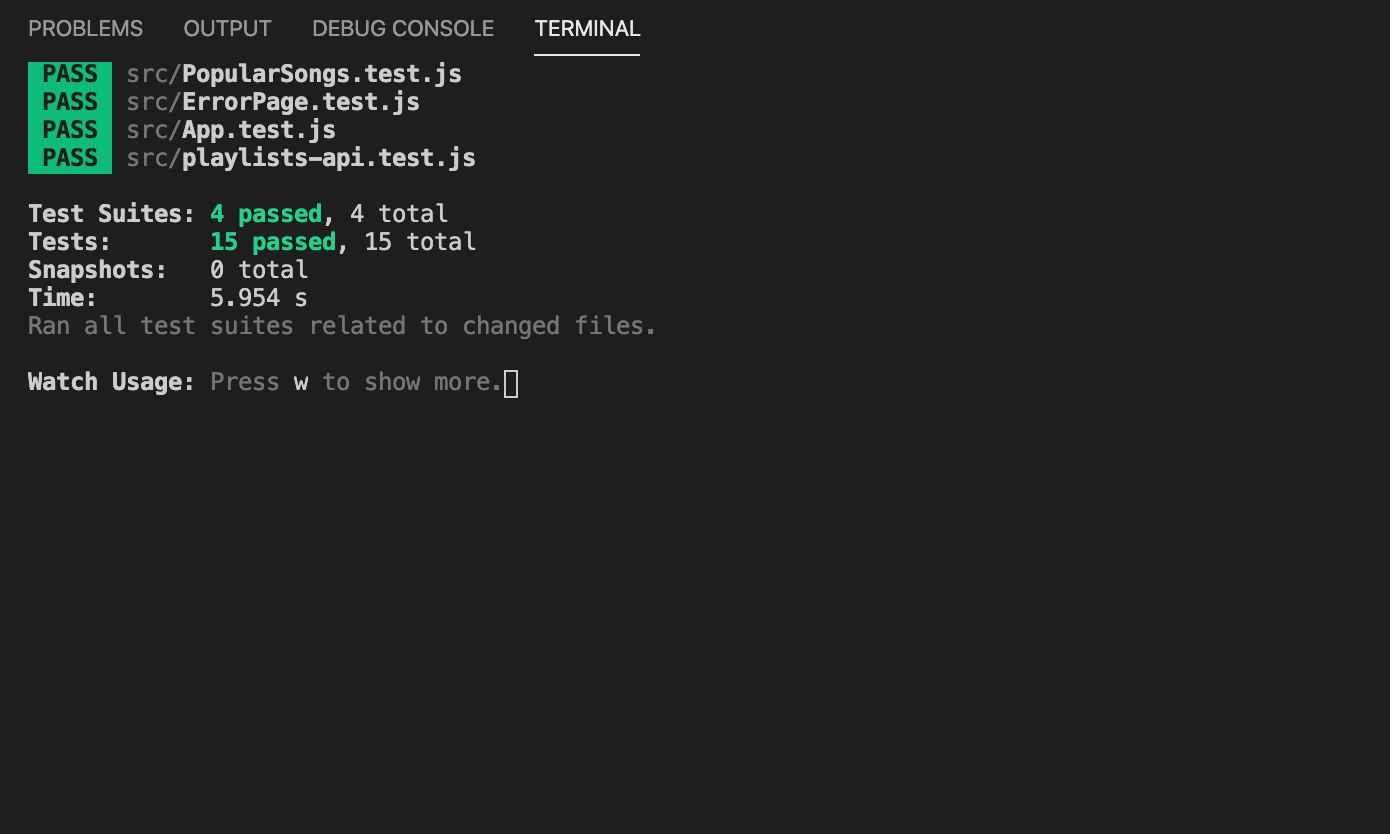 PROBLEMS OUTPUT DEBUG CONSOLE TERMINAL
PASS src/PopularSongs.test.js
PASS src/ErrorPage.test.js
PASS src/App.test.js
PASS src/playlists-api.test.js
Test Suites: 4 passed, 4 total
Tests: 15 passed, 15 total
Snapshots: 0 total
Time: 5.954 s
Ran all test suites related to changed files.
Watch Usage: Press w to show more.